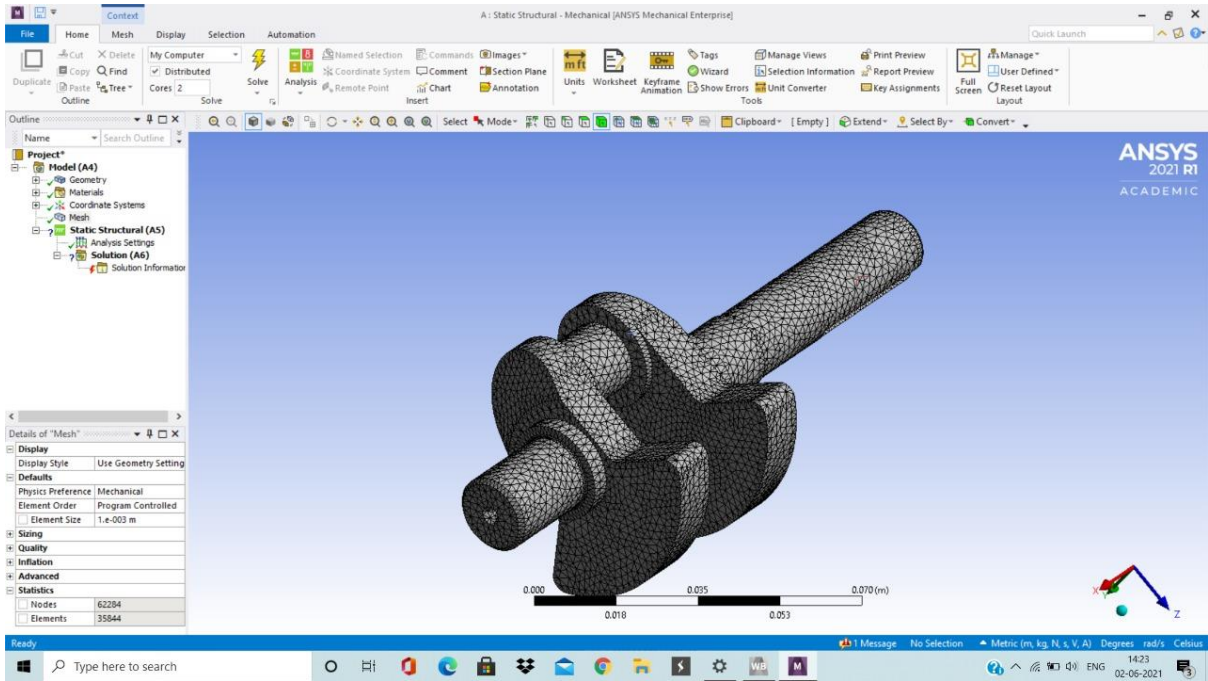 Context
A : Static Structural - Mechanical [ANSYS Mechanical Enterprise]
File Home Mesh Display Selection Automation
Quick Launch
Duplicate
Cut
Copy
Paste
Delete
Find
Tree
Outline
My Computer
Distributed
Cores 2
Solve
Solve
Analysis
Named Selection
Coordinate System
Remote Point
Commands
Comment
Chart
Images
Section Plane
Annotation
Insert
Units
Worksheet
Keyframe
Animation
Tags
Wizard
Show Errors
Manage Views
Selection Information
Unit Converter
Print Preview
Report Preview
Key Assignments
Tools
Full
Screen
Manage
User Defined
Reset Layout
Layout
Outline
Select Mode Clipboard [Empty] Extend Select By Convert
Name Search Outline
Project*
Model (A4)
Geometry
Materials
Coordinate Systems
Mesh
Static Structural (A5)
Analysis Settings
Solution (A6)
Solution Information
ANSYS
2021 R1
ACADEMIC
Details of "Mesh"
Display
Display Style Use Geometry Setting
Defaults
Physics Preference Mechanical
Element Order Program Controlled
Element Size 1.e-003 m
Sizing
Quality
Inflation
Advanced
Statistics
Nodes 62284
Elements 35844
0.000 0.035 0.070 (m)
0.018 0.053
X Y Z
Ready
1 Message No Selection Metric (m, kg, N, s, V, A) Degrees rad/s Celsius
Type here to search
WB M
ENG
14:23
02-06-2021